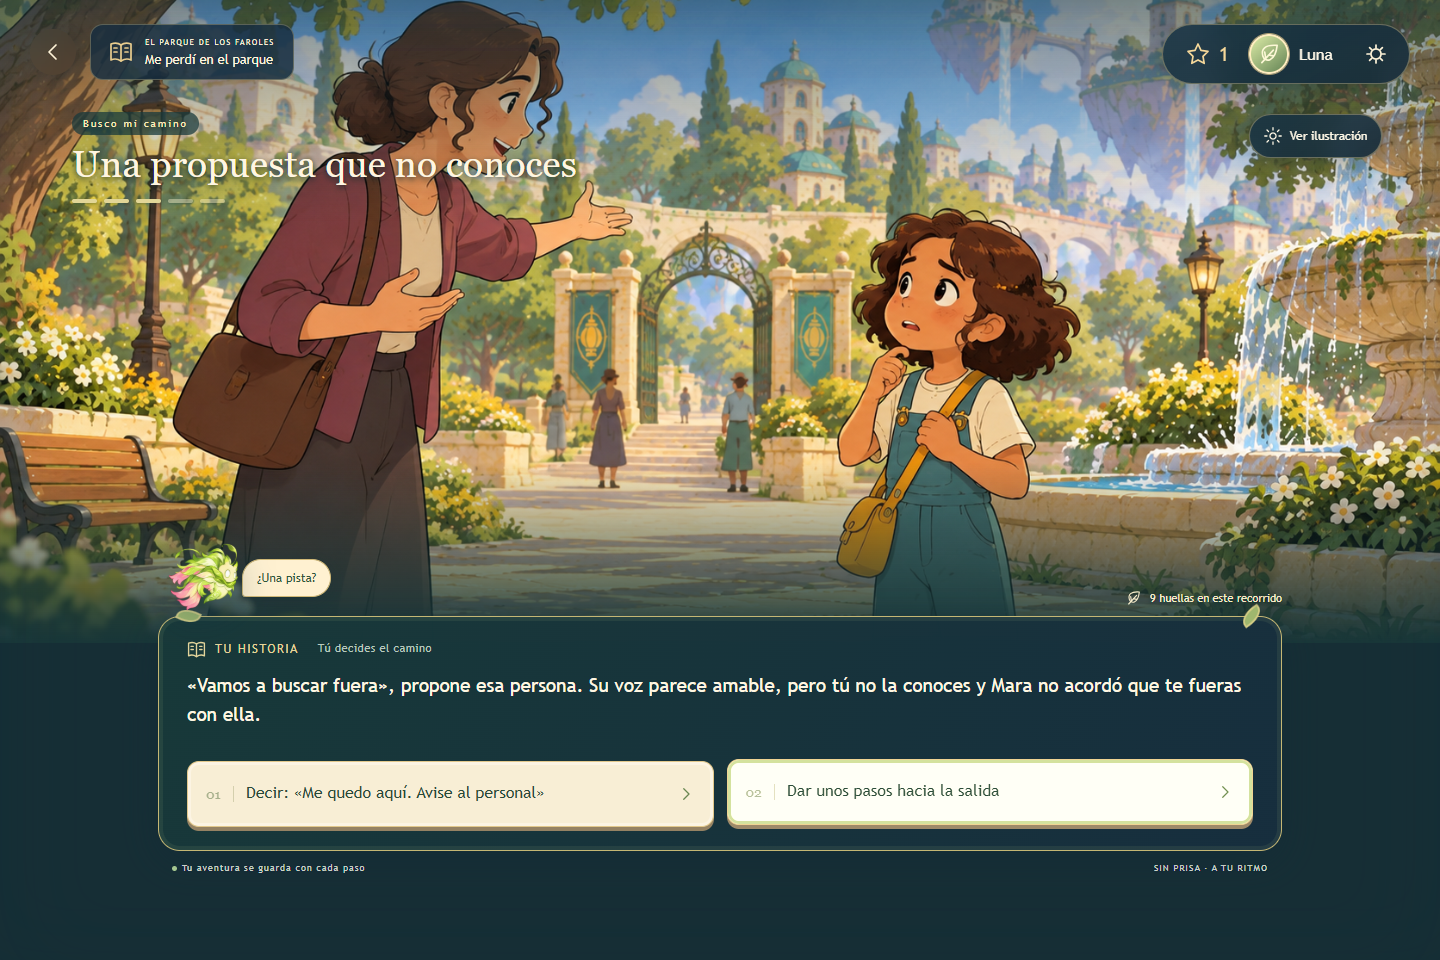 EL PARQUE DE LOS FAROLES
Me perdí en el parque
1
Luna
Busco mi camino
Ver ilustración
Una propuesta que no conoces
¿Una pista?
9 huellas en este recorrido
TU HISTORIA
Tú decides el camino
«Vamos a buscar fuera», propone esa persona. Su voz parece amable, pero tú no la conoces y Mara no acordó que te fueras
con ella.
01 Decir: «Me quedo aquí. Avise al personal»
02 Dar unos pasos hacia la salida
Tu aventura se guarda con cada paso
SIN PRISA · A TU RITMO